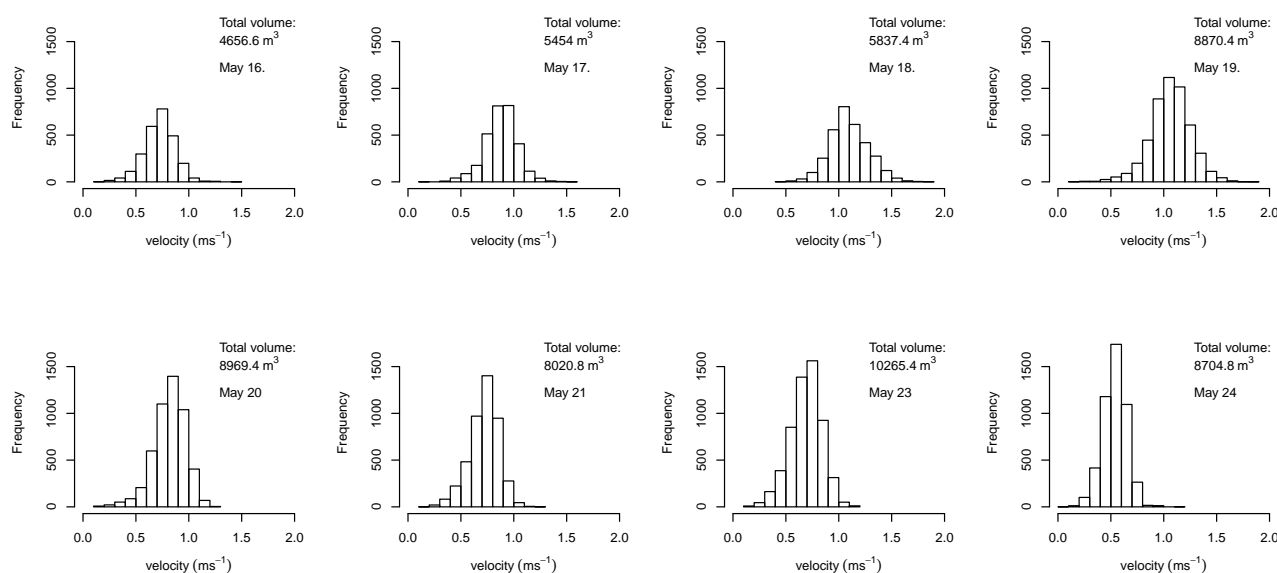 Total volume:
4656.6 m³
May 16.
Frequency
1500
1000
500
0
0.0 0.5 1.0 1.5 2.0
velocity (ms⁻¹)
Total volume:
5454 m³
May 17.
Frequency
1500
1000
500
0
0.0 0.5 1.0 1.5 2.0
velocity (ms⁻¹)
Total volume:
5837.4 m³
May 18.
Frequency
1500
1000
500
0
0.0 0.5 1.0 1.5 2.0
velocity (ms⁻¹)
Total volume:
8870.4 m³
May 19.
Frequency
1500
1000
500
0
0.0 0.5 1.0 1.5 2.0
velocity (ms⁻¹)
Total volume:
8969.4 m³
May 20
Frequency
1500
1000
500
0
0.0 0.5 1.0 1.5 2.0
velocity (ms⁻¹)
Total volume:
8020.8 m³
May 21
Frequency
1500
1000
500
0
0.0 0.5 1.0 1.5 2.0
velocity (ms⁻¹)
Total volume:
10265.4 m³
May 23
Frequency
1500
1000
500
0
0.0 0.5 1.0 1.5 2.0
velocity (ms⁻¹)
Total volume:
8704.8 m³
May 24
Frequency
1500
1000
500
0
0.0 0.5 1.0 1.5 2.0
velocity (ms⁻¹)